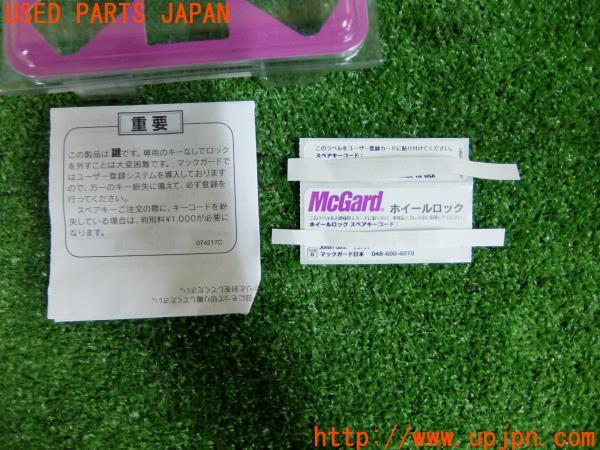 USED PARTS JAPAN
重要
この製品は鍵です。専用のキーなしでロック
を外すことは大変困難です。マックガードで
はユーザー登録システムを導入しております
ので、万一のキー紛失に備えて、必ず登録を
行ってください。
スペアキーご注文の際に、キーコードを紛
失している場合は、判別料¥1,000が必要に
なります。
074217C
このラベルをユーザー登録カードに貼り付けてください。
スペアキーコード：
McGard® ホイールロック
ホイールロック スペアキーコード：
マックガード日本 048-600-6070
http://www.upjpn.com/